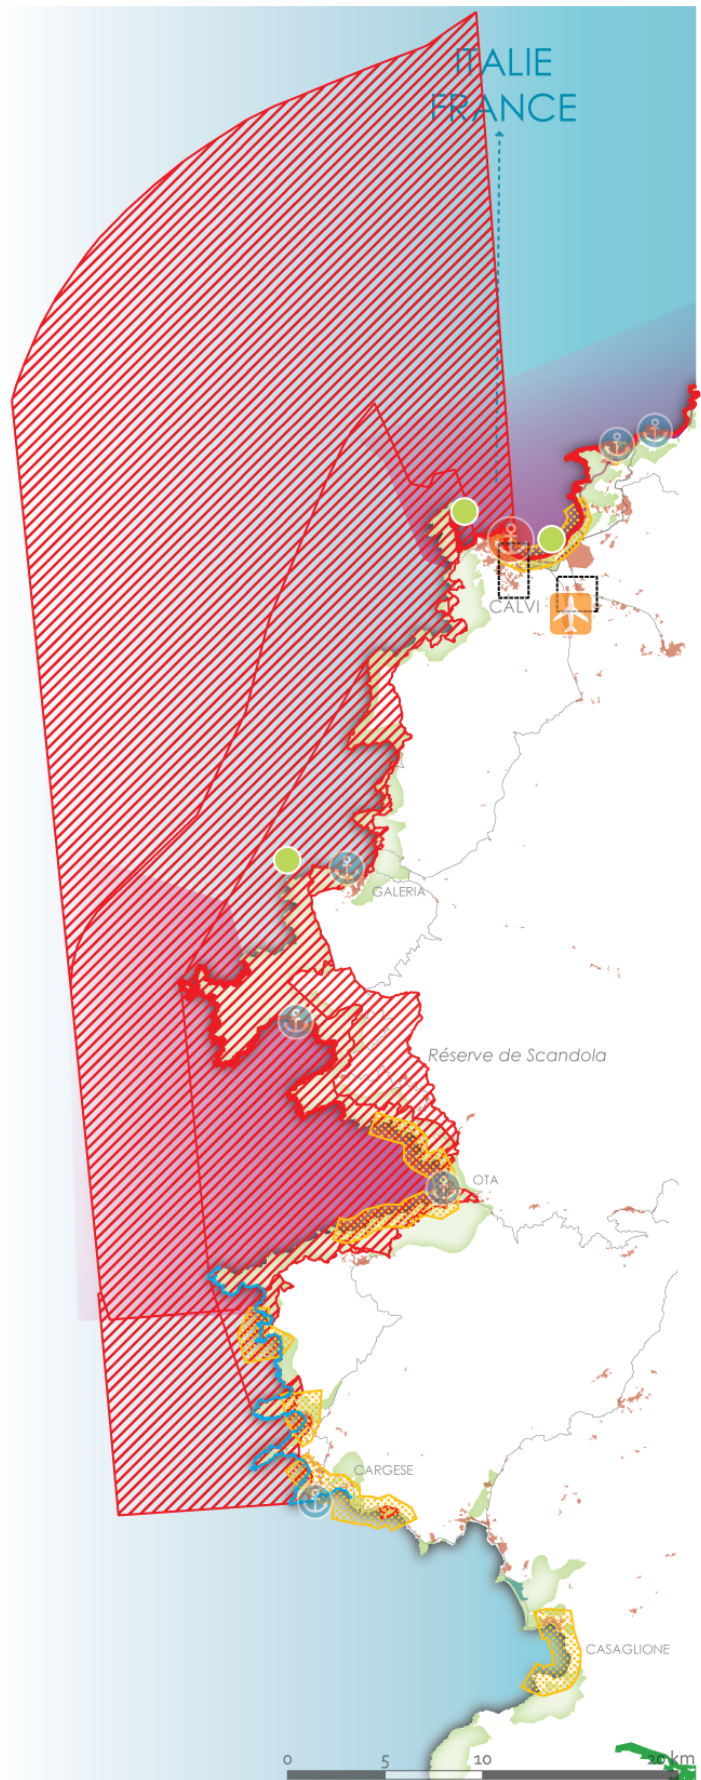 ITALIE
FRANCE
CALVI
GALERIA
Réserve de Scandola
OTA
CARGESE
CASAGLIONE
0 5 10 20 km